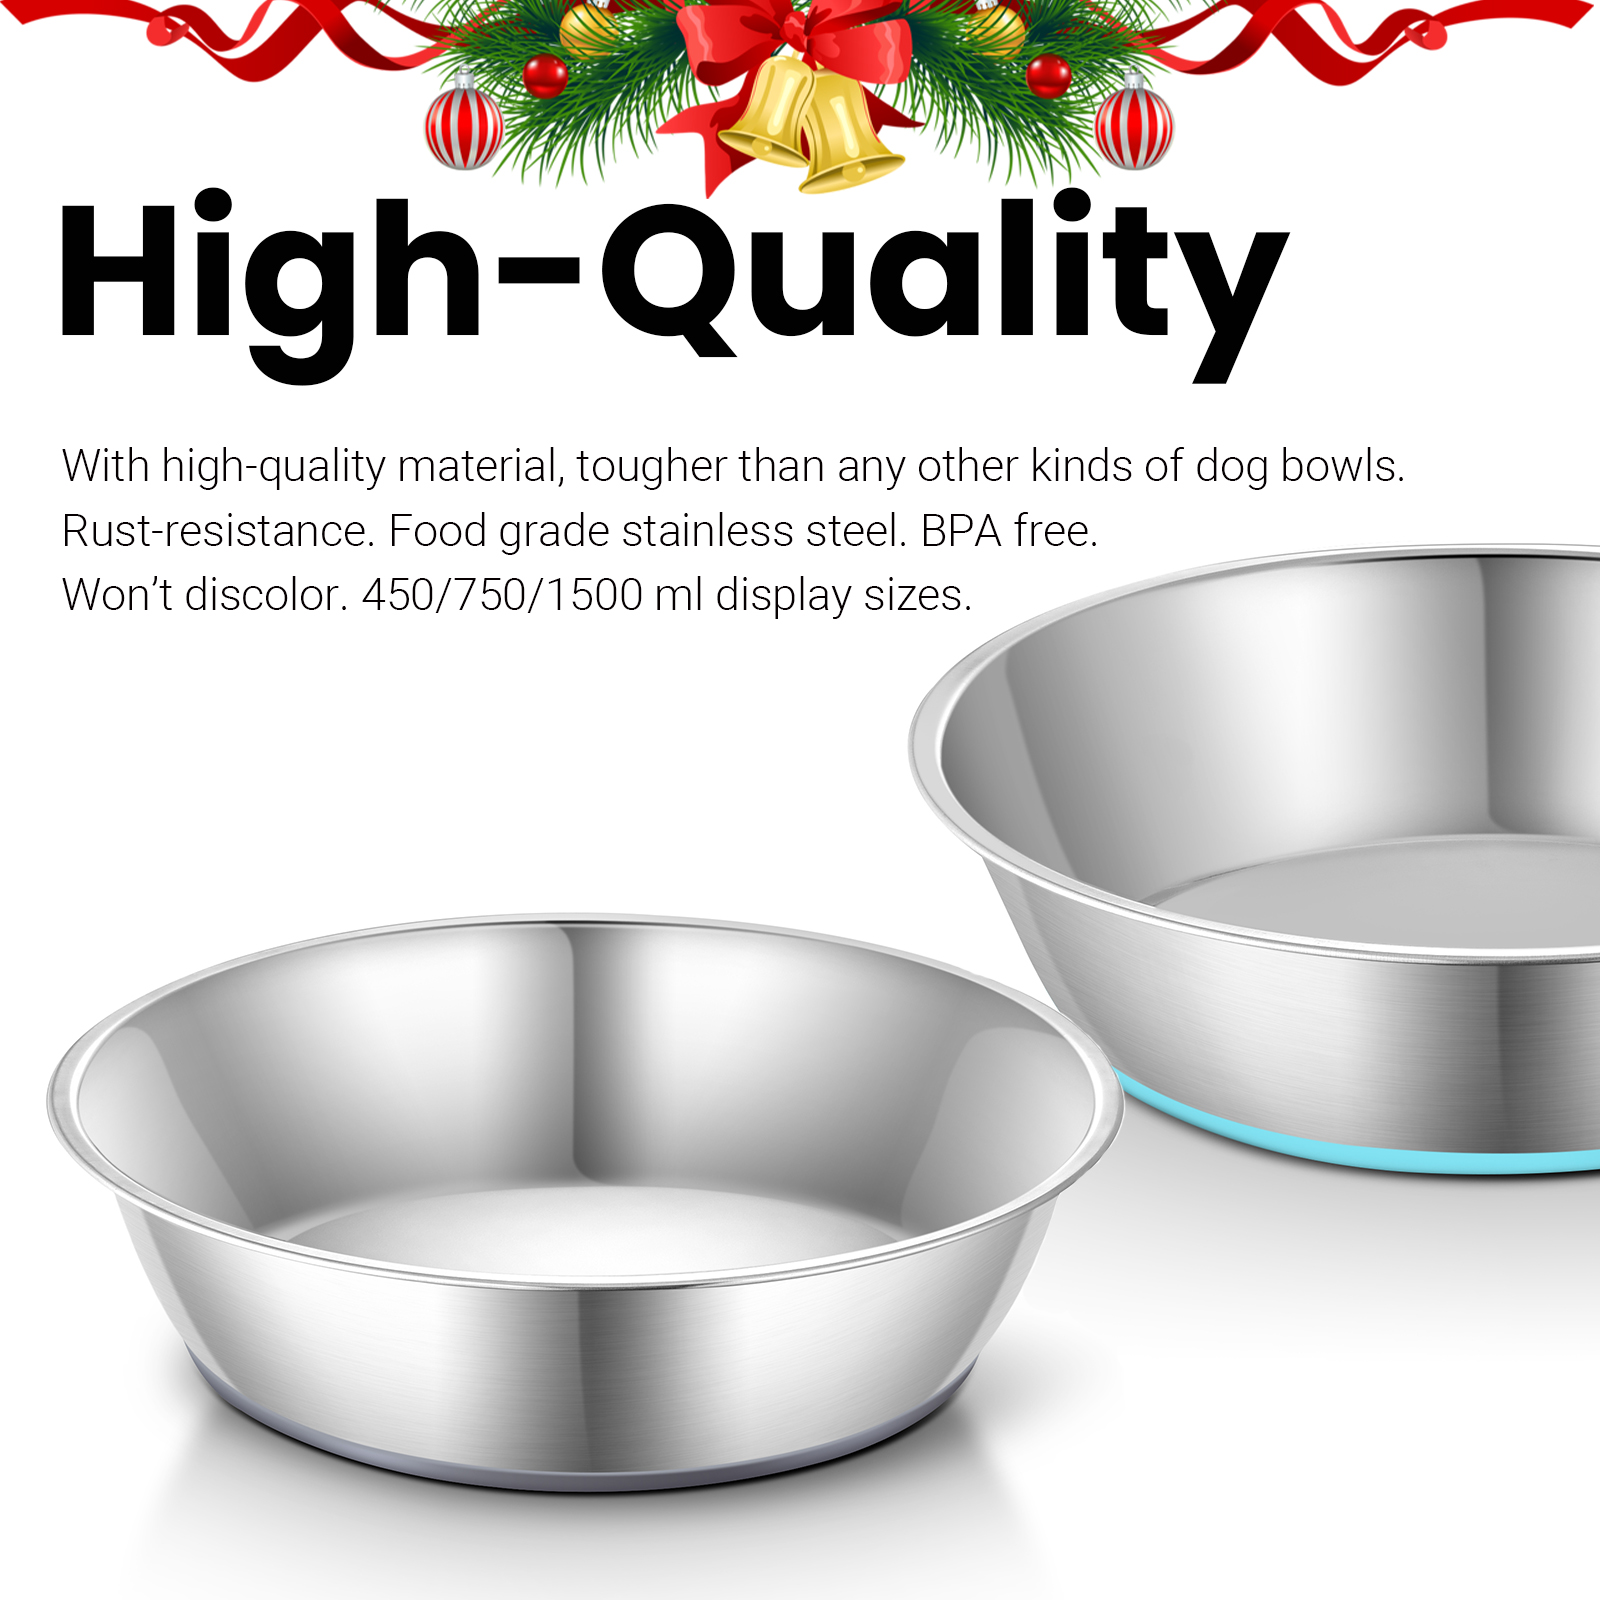 High-Quality
With high-quality material, tougher than any other kinds of dog bowls.
Rust-resistance. Food grade stainless steel. BPA free.
Won’t discolor. 450/750/1500 ml display sizes.